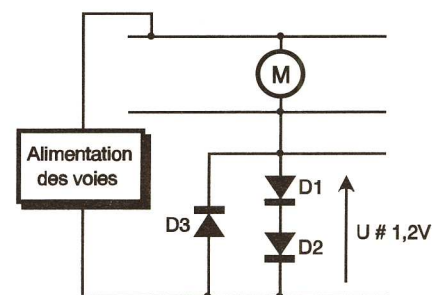 M
Alimentation
des voies
D1
D3
D2
U # 1,2V